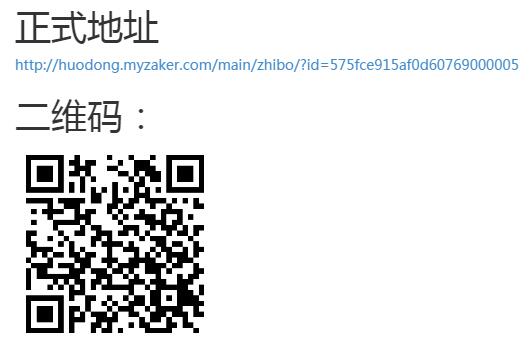 正式地址
http://huodong.myzaker.com/main/zhibo/?id=575fce915af0d60769000005
二维码：